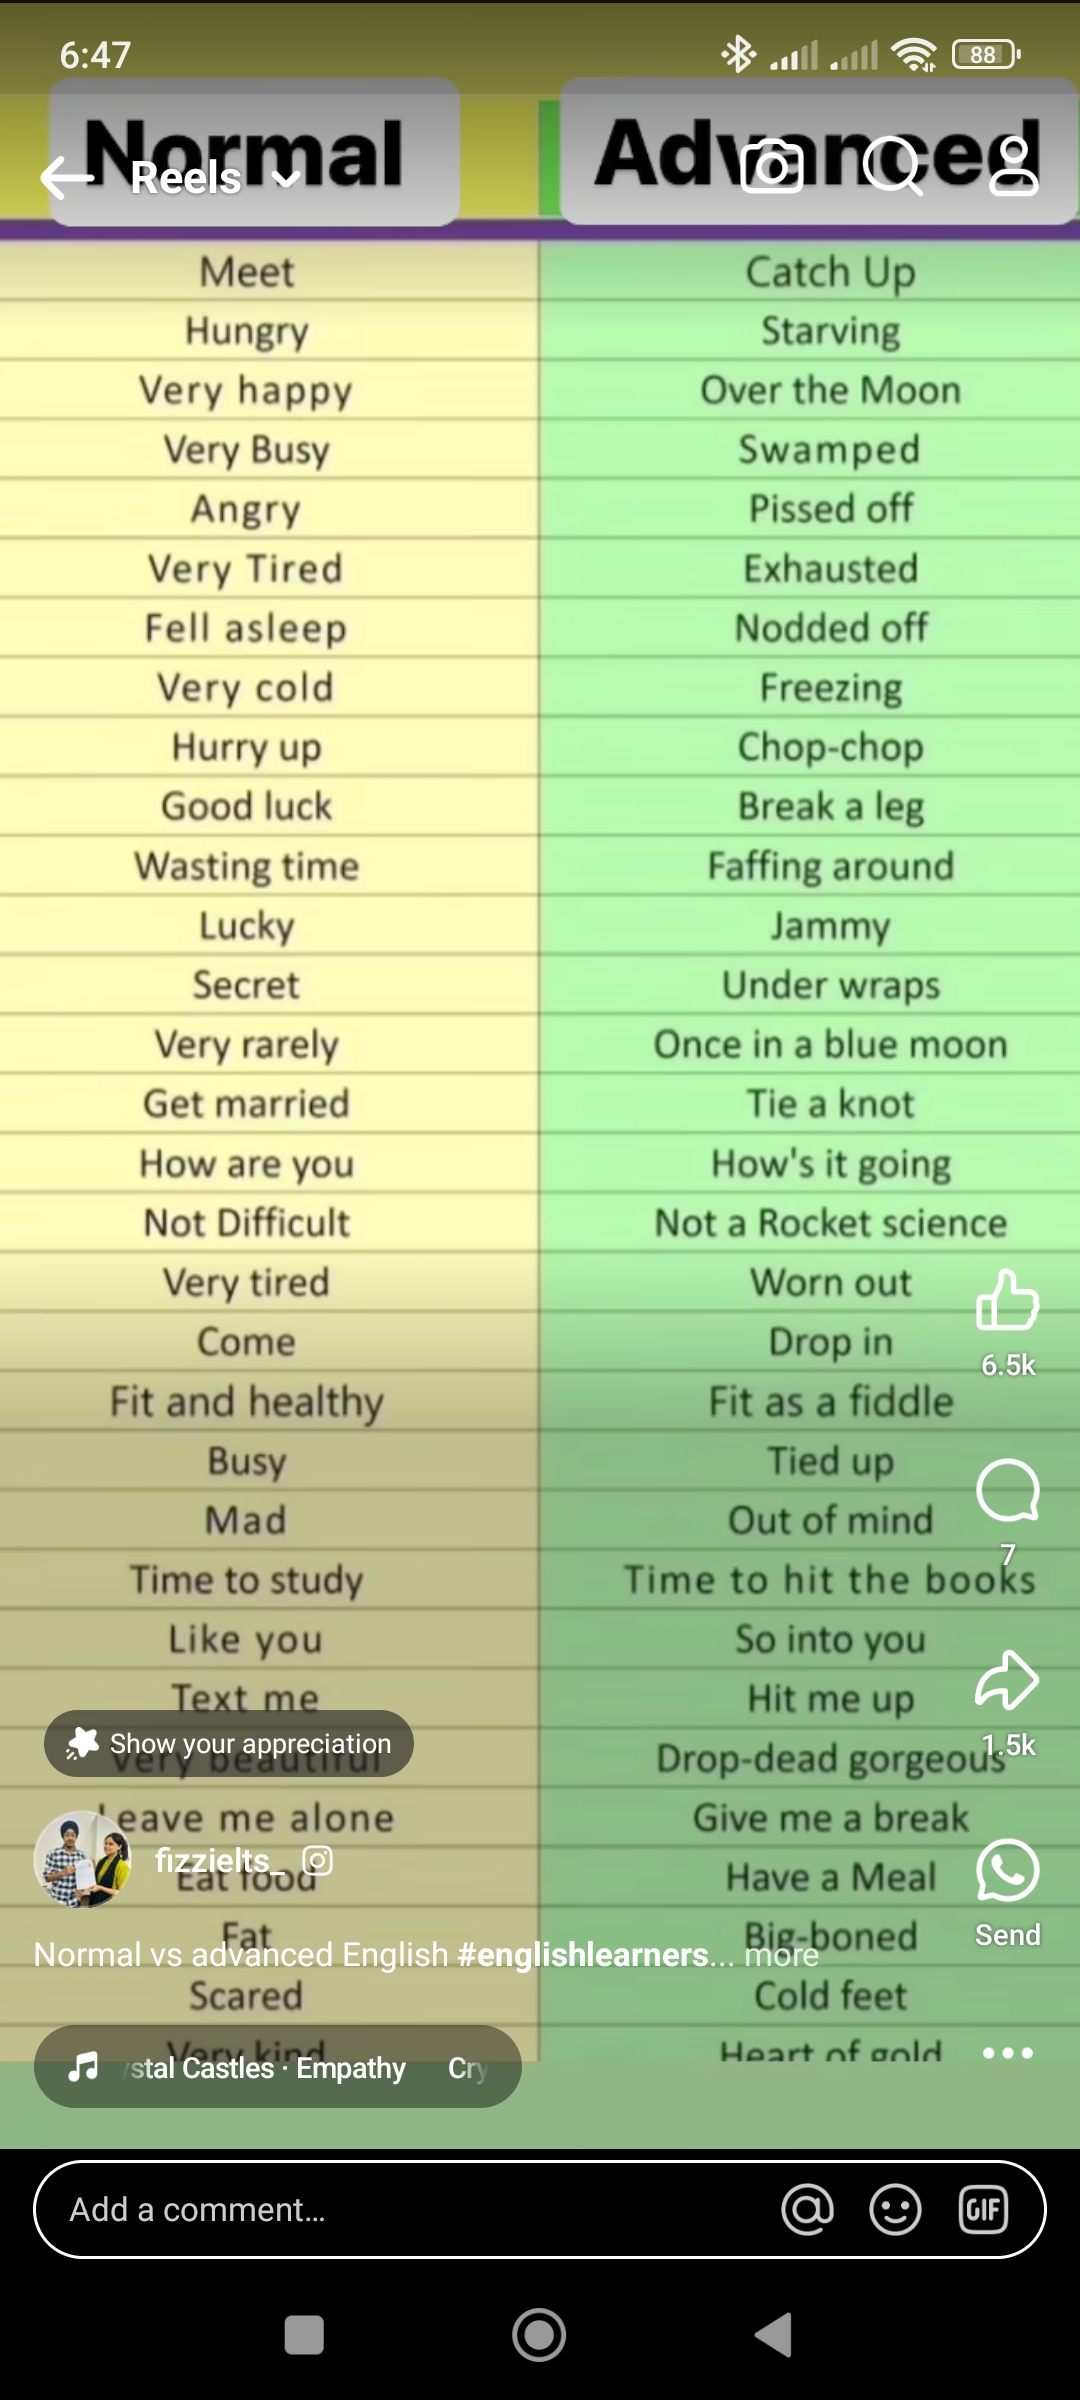 6:47
88
Normal Advanced
Reels
Meet Catch Up
Hungry Starving
Very happy Over the Moon
Very Busy Swamped
Angry Pissed off
Very Tired Exhausted
Fell asleep Nodded off
Very cold Freezing
Hurry up Chop-chop
Good luck Break a leg
Wasting time Faffing around
Lucky Jammy
Secret Under wraps
Very rarely Once in a blue moon
Get married Tie a knot
How are you How's it going
Not Difficult Not a Rocket science
Very tired Worn out
Come Drop in
6.5k
Fit and healthy Fit as a fiddle
Busy Tied up
Mad Out of mind
7
Time to study Time to hit the books
Like you So into you
Text me Hit me up
Show your appreciation
1.5k
Very beautiful Drop-dead gorgeous
Leave me alone Give me a break
fizzielts_
Eat food Have a Meal
Send
Fat Big-boned
Normal vs advanced English #englishlearners... more
Scared Cold feet
Very kind Heart of gold
stal Castles · Empathy Cry
Add a comment...
GIF